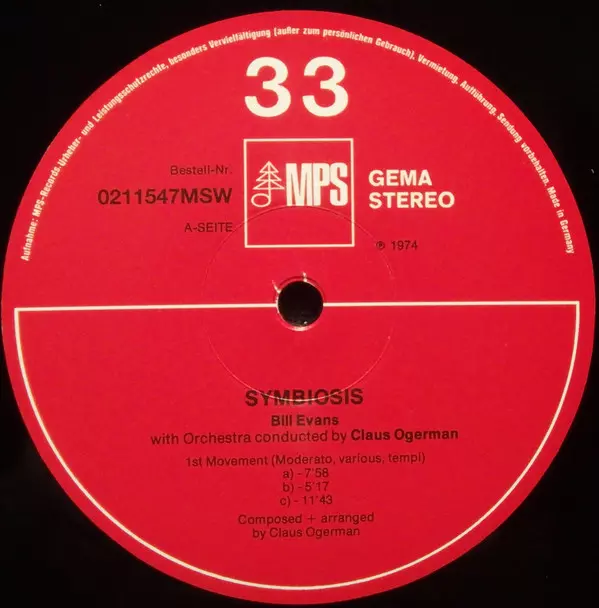 Aufnahme: MPS-Records. Urheber- und Leistungsschutzrechte, besonders Vervielfältigung (außer zum persönlichen Gebrauch), Vermietung, Aufführung, Sendung vorbehalten. Made in Germany
33
Bestell-Nr.
0211547MSW
A-SEITE
MPS
GEMA
STEREO
℗ 1974
SYMBIOSIS
Bill Evans
with Orchestra conducted by Claus Ogerman
1st Movement (Moderato, various, tempi)
a) - 7'58
b) - 5'17
c) - 11'43
Composed + arranged
by Claus Ogerman